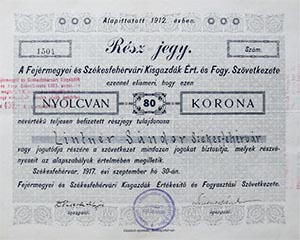 Alapíttatott 1912. évben.
1504
Rész jegy.
Szám.
A Fejérmegyei és Székesfehérvári Kisgazdák Ért. és Fogy. Szövetkezete
ezennel elismeri, hogy ezen
NYOLCVAN 80 KORONA
névértékű teljesen befizetett részjegy tulajdonosa
Lintner Sándor Székesfehérvár
vagy jogutódja részére a szövetkezet mindazon jogokat biztosítja, melyek részvé-
nyeseit az alapszabályok értelmében megilletik.
Székesfehérvár, 1917. évi szeptember hó 30-án.
Fejérmegyei és Székesfehérvári Kisgazdák Értékesítő és Fogyasztási Szövetkezete.
igazgató.
igazgató.